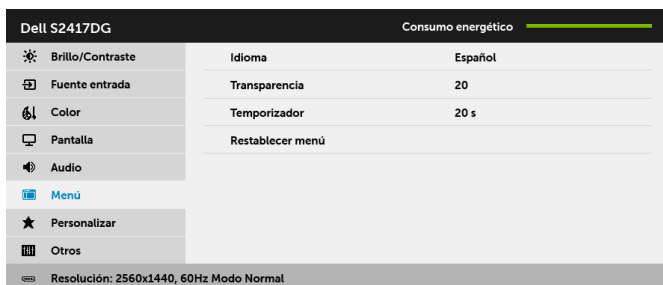 Dell S2417DG Consumo energético
Brillo/Contraste Idioma Español
Fuente entrada Transparencia 20
Color Temporizador 20 s
Pantalla Restablecer menú
Audio
Menú
Personalizar
Otros
Resolución: 2560x1440, 60Hz Modo Normal